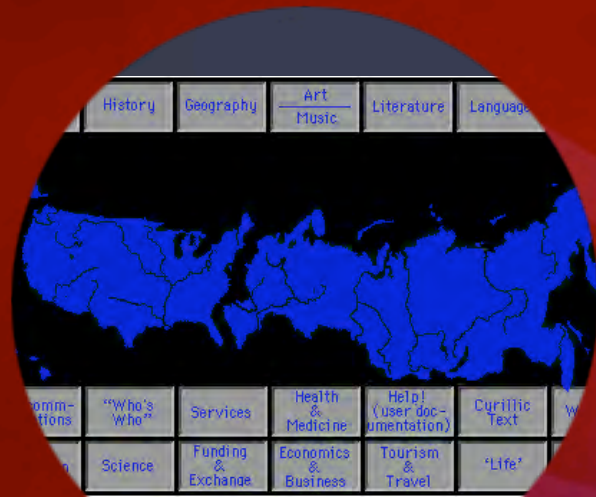 History
Geography
Art
Music
Literature
Language
"Who's
Who"
Services
Health
&
Medicine
Help!
(user doc-
umentation)
Cyrillic
Text
Science
Funding
&
Exchange
Economics
&
Business
Tourism
&
Travel
'Life'